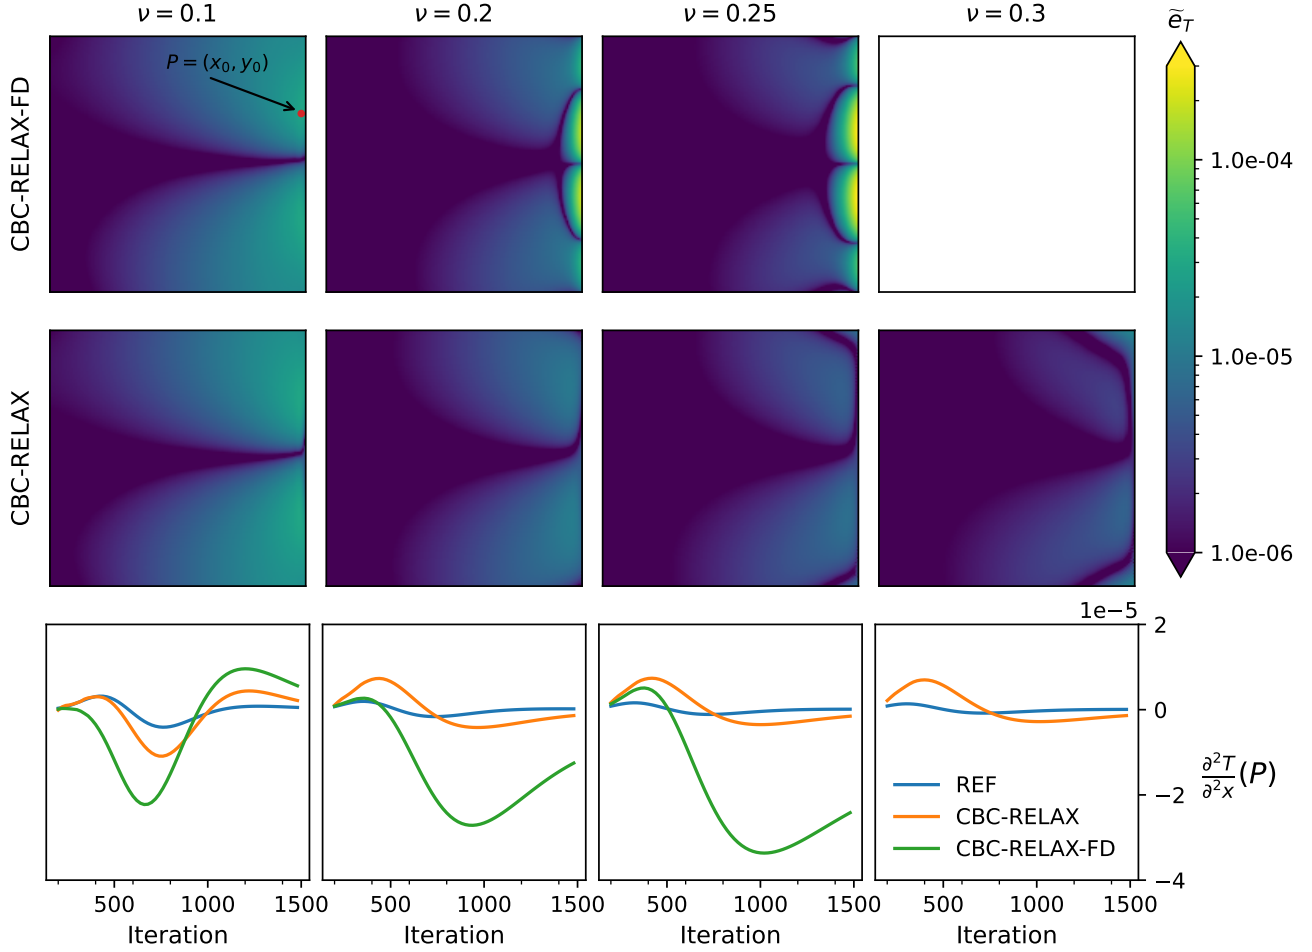 ν = 0.1
ν = 0.2
ν = 0.25
ν = 0.3
ẽ_T
CBC-RELAX-FD
P = (x₀, y₀)
1.0e-04
CBC-RELAX
1.0e-05
1.0e-06
1e−5
2
0
−2
−4
∂²T/∂²x (P)
REF
CBC-RELAX
CBC-RELAX-FD
500 1000 1500
500 1000 1500
500 1000 1500
500 1000 1500
Iteration
Iteration
Iteration
Iteration